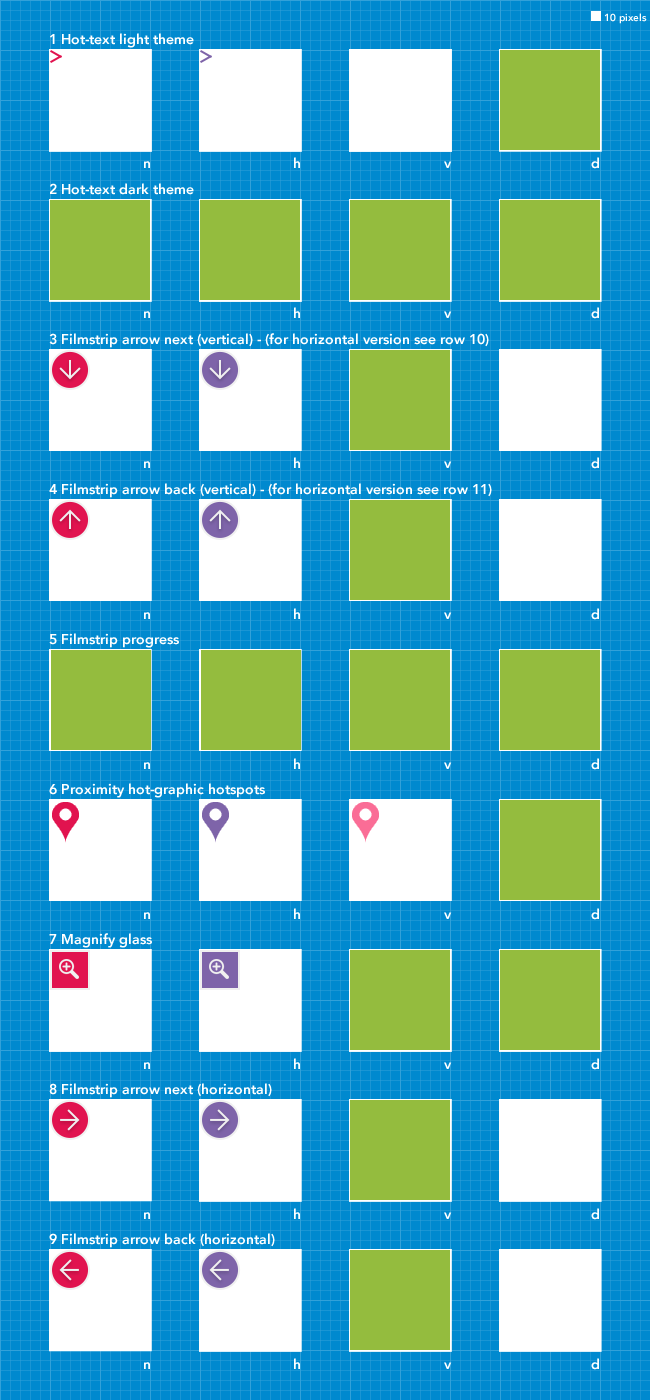 10 pixels
1 Hot-text light theme
n h v d
2 Hot-text dark theme
n h v d
3 Filmstrip arrow next (vertical) - (for horizontal version see row 10)
n h v d
4 Filmstrip arrow back (vertical) - (for horizontal version see row 11)
n h v d
5 Filmstrip progress
n h v d
6 Proximity hot-graphic hotspots
n h v d
7 Magnify glass
n h v d
8 Filmstrip arrow next (horizontal)
n h v d
9 Filmstrip arrow back (horizontal)
n h v d